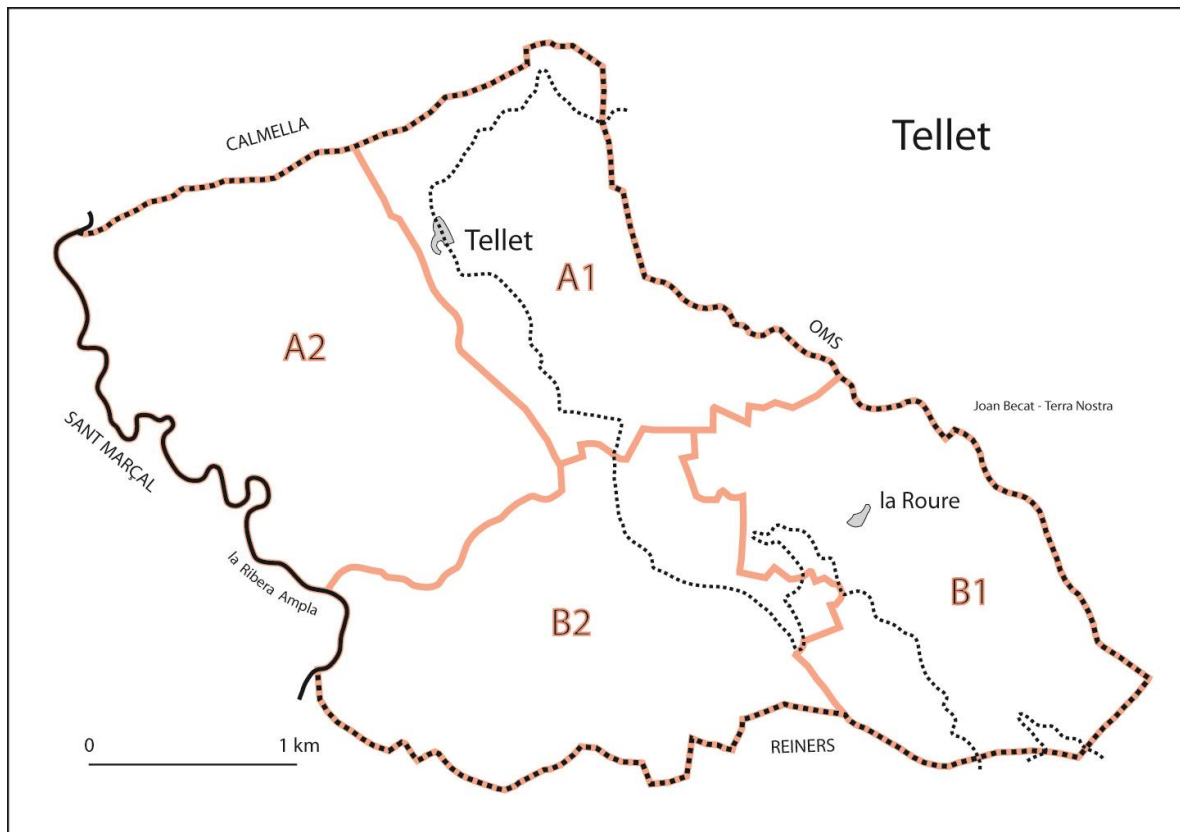 Tellet
CALMELLA
Tellet
A1
A2
OMS
Joan Becat - Terra Nostra
SANT MARÇAL
la Roure
la Ribera Ampla
B1
B2
REINERS
0 1 km